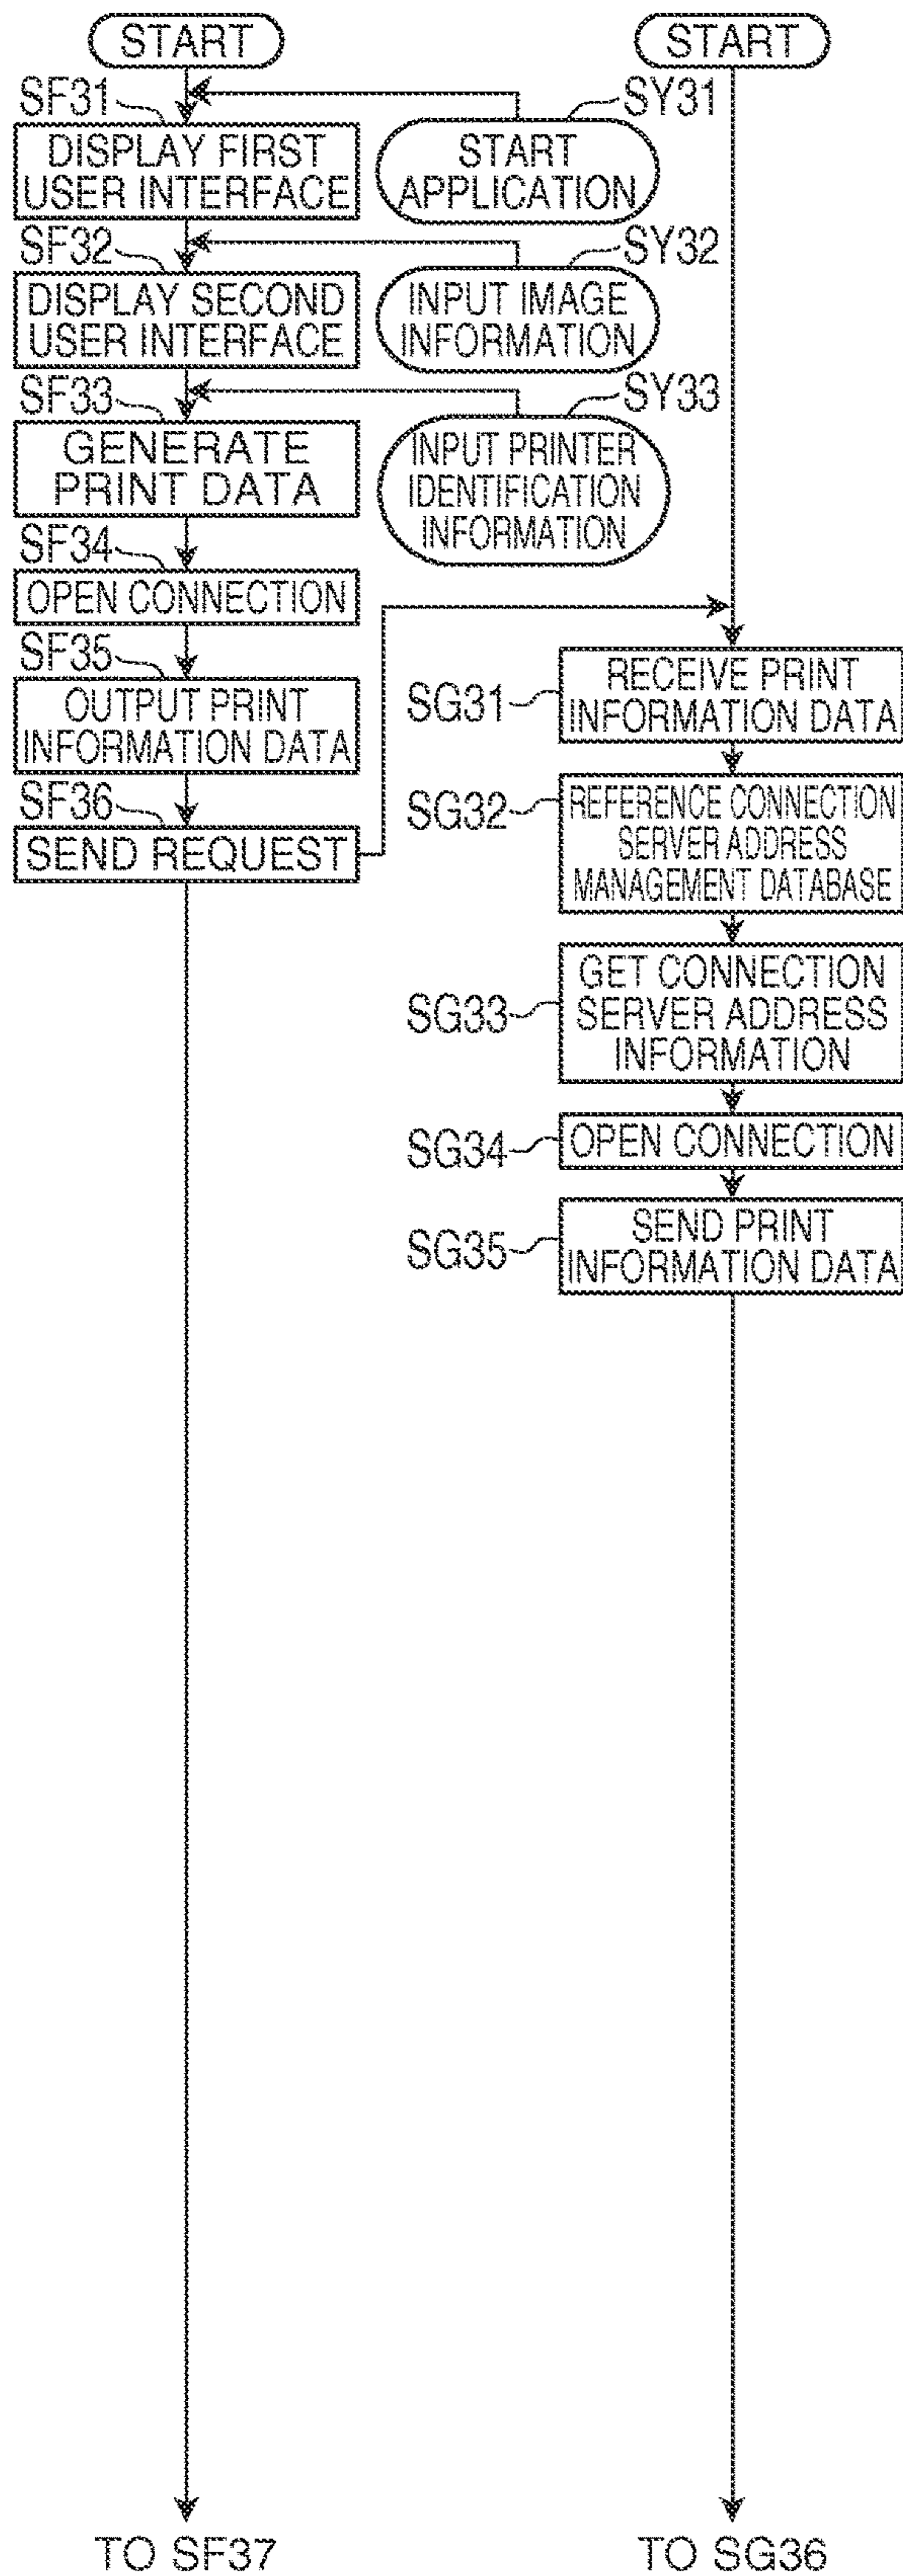 START
START
SF31
SY31
DISPLAY FIRST
USER INTERFACE
START
APPLICATION
SF32
SY32
DISPLAY SECOND
USER INTERFACE
INPUT IMAGE
INFORMATION
SF33
SY33
GENERATE
PRINT DATA
INPUT PRINTER
IDENTIFICATION
INFORMATION
SF34
OPEN CONNECTION
SF35
OUTPUT PRINT
INFORMATION DATA
SF36
SEND REQUEST
SG31
RECEIVE PRINT
INFORMATION DATA
SG32
REFERENCE CONNECTION
SERVER ADDRESS
MANAGEMENT DATABASE
SG33
GET CONNECTION
SERVER ADDRESS
INFORMATION
SG34
OPEN CONNECTION
SG35
SEND PRINT
INFORMATION DATA
TO SF37
TO SG36